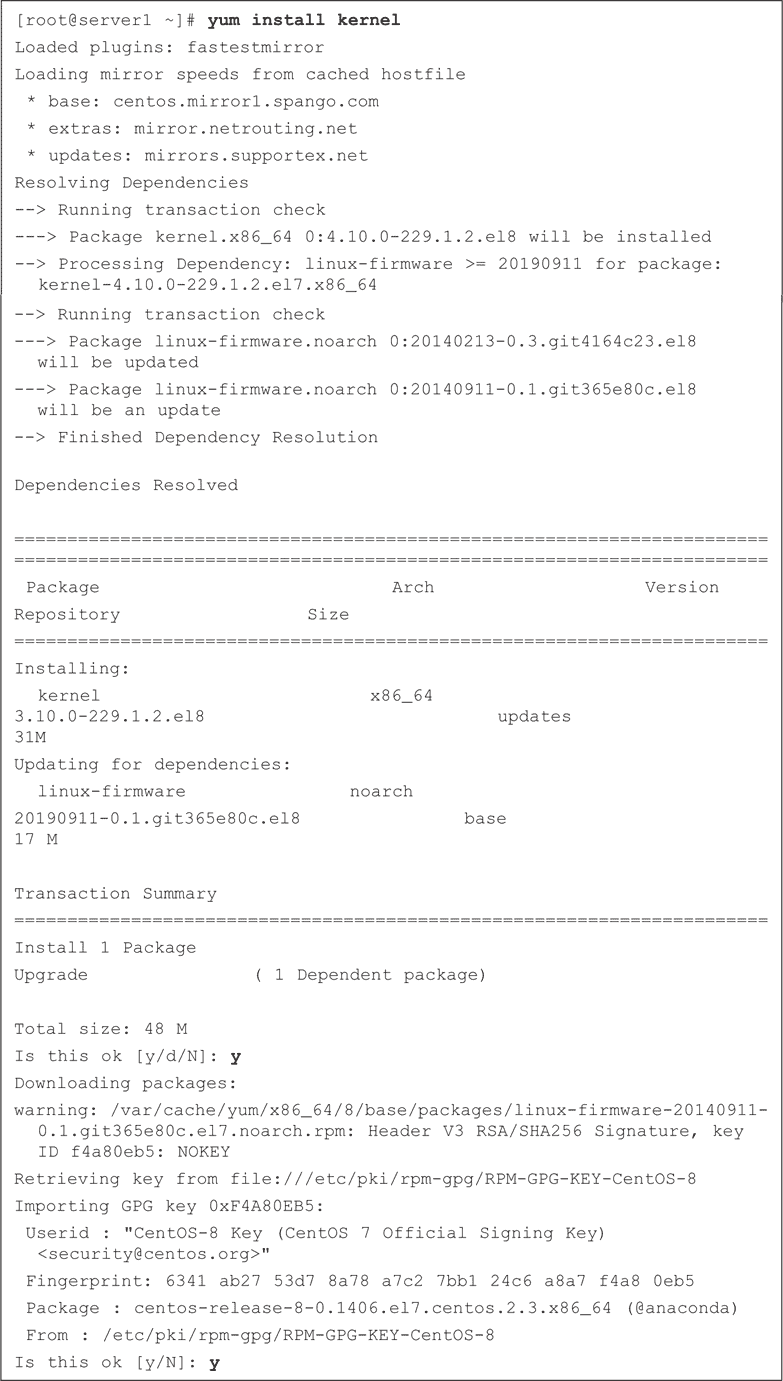 [root@server1 ~]# yum install kernel
Loaded plugins: fastestmirror
Loading mirror speeds from cached hostfile
* base: centos.mirror1.spango.com
* extras: mirror.netrouting.net
* updates: mirrors.supportex.net
Resolving Dependencies
--> Running transaction check
---> Package kernel.x86_64 0:4.10.0-229.1.2.el8 will be installed
--> Processing Dependency: linux-firmware >= 20190911 for package:
kernel-4.10.0-229.1.2.el7.x86_64
--> Running transaction check
---> Package linux-firmware.noarch 0:20140213-0.3.git4164c23.el8
will be updated
---> Package linux-firmware.noarch 0:20140911-0.1.git365e80c.el8
will be an update
--> Finished Dependency Resolution
Dependencies Resolved
=======================================================================
=======================================================================
Package Arch Version
Repository Size
=======================================================================
Installing:
kernel x86_64
3.10.0-229.1.2.el8 updates
31M
Updating for dependencies:
linux-firmware noarch
20190911-0.1.git365e80c.el8 base
17 M
Transaction Summary
=======================================================================
Install 1 Package
Upgrade ( 1 Dependent package)
Total size: 48 M
Is this ok [y/d/N]: y
Downloading packages:
warning: /var/cache/yum/x86_64/8/base/packages/linux-firmware-20140911-
0.1.git365e80c.el7.noarch.rpm: Header V3 RSA/SHA256 Signature, key
ID f4a80eb5: NOKEY
Retrieving key from file:///etc/pki/rpm-gpg/RPM-GPG-KEY-CentOS-8
Importing GPG key 0xF4A80EB5:
Userid : "CentOS-8 Key (CentOS 7 Official Signing Key)
<security@centos.org>"
Fingerprint: 6341 ab27 53d7 8a78 a7c2 7bb1 24c6 a8a7 f4a8 0eb5
Package : centos-release-8-0.1406.el7.centos.2.3.x86_64 (@anaconda)
From : /etc/pki/rpm-gpg/RPM-GPG-KEY-CentOS-8
Is this ok [y/N]: y